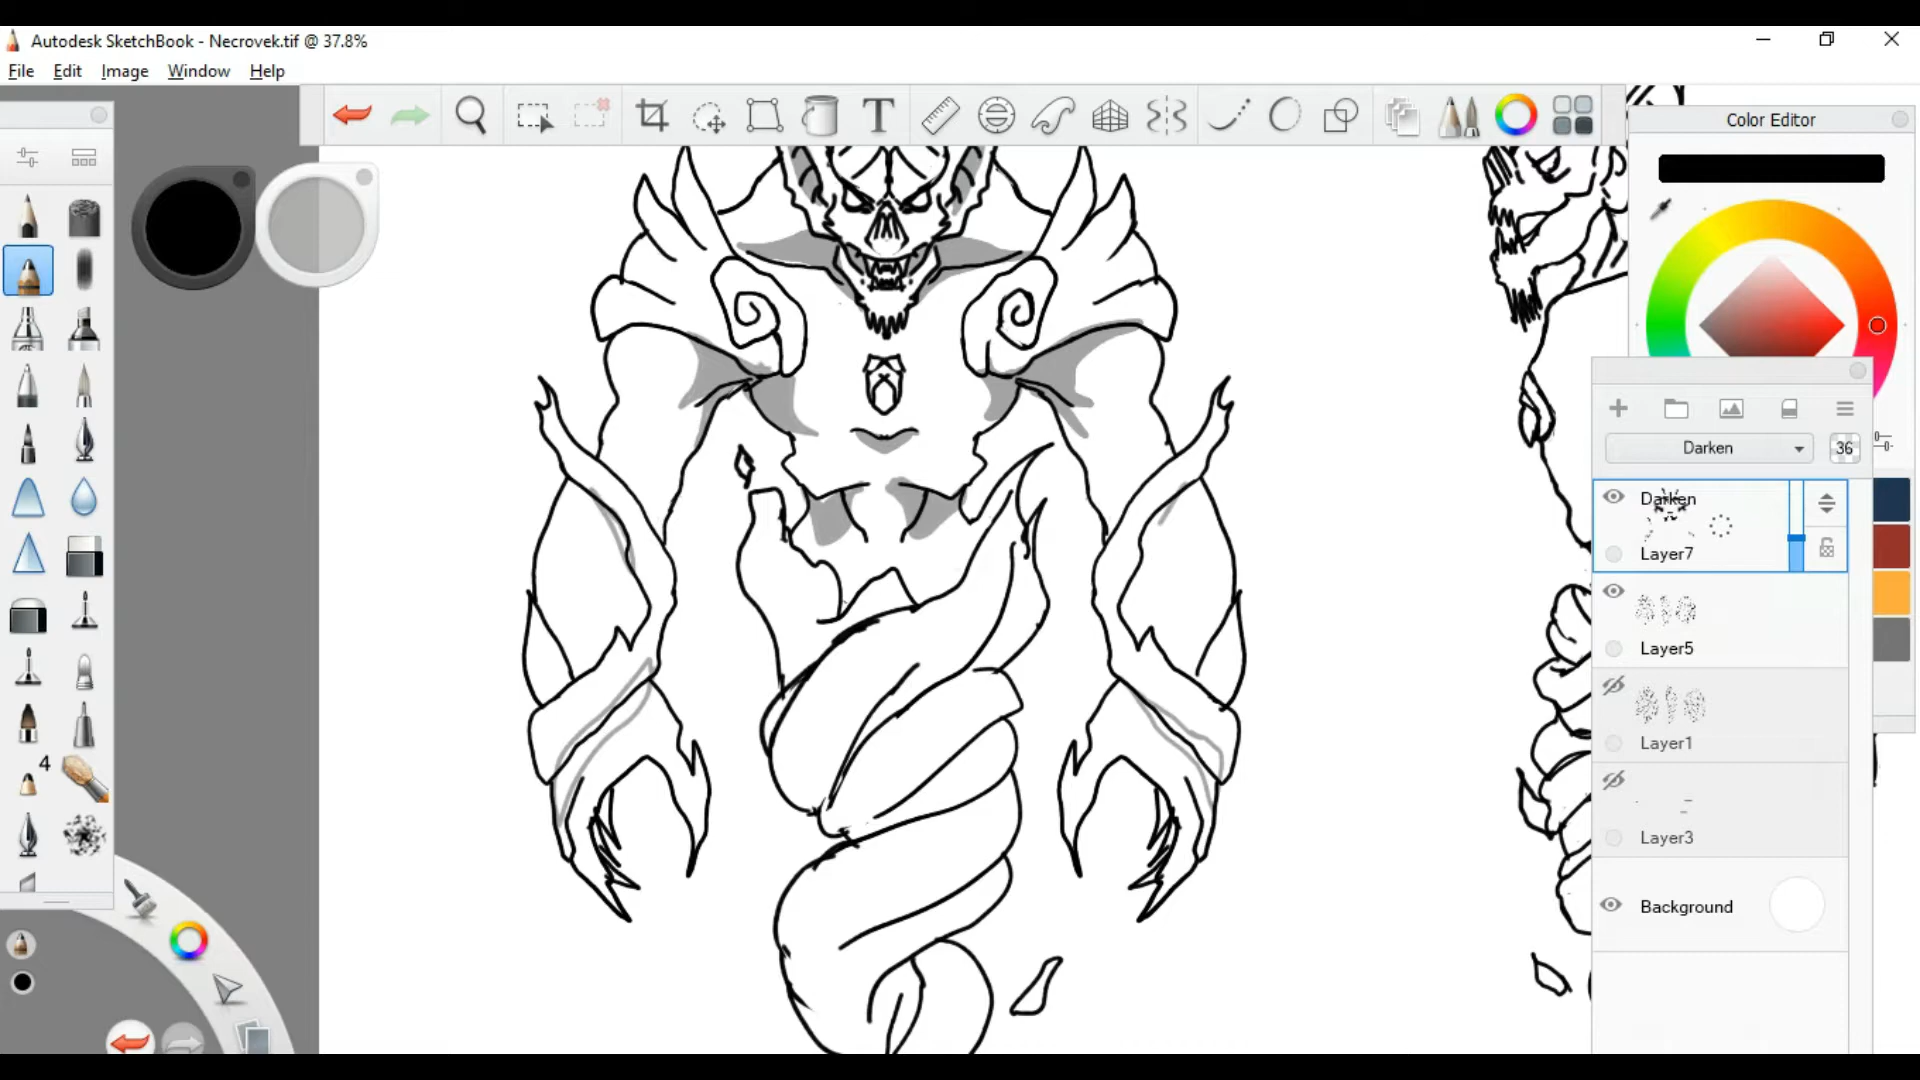 Autodesk SketchBook - Necrovek.tif @ 37.8%
File Edit Image Window Help
T
Color Editor
Darken 36
Darken
Layer7
Layer5
Layer1
Layer3
Background
4